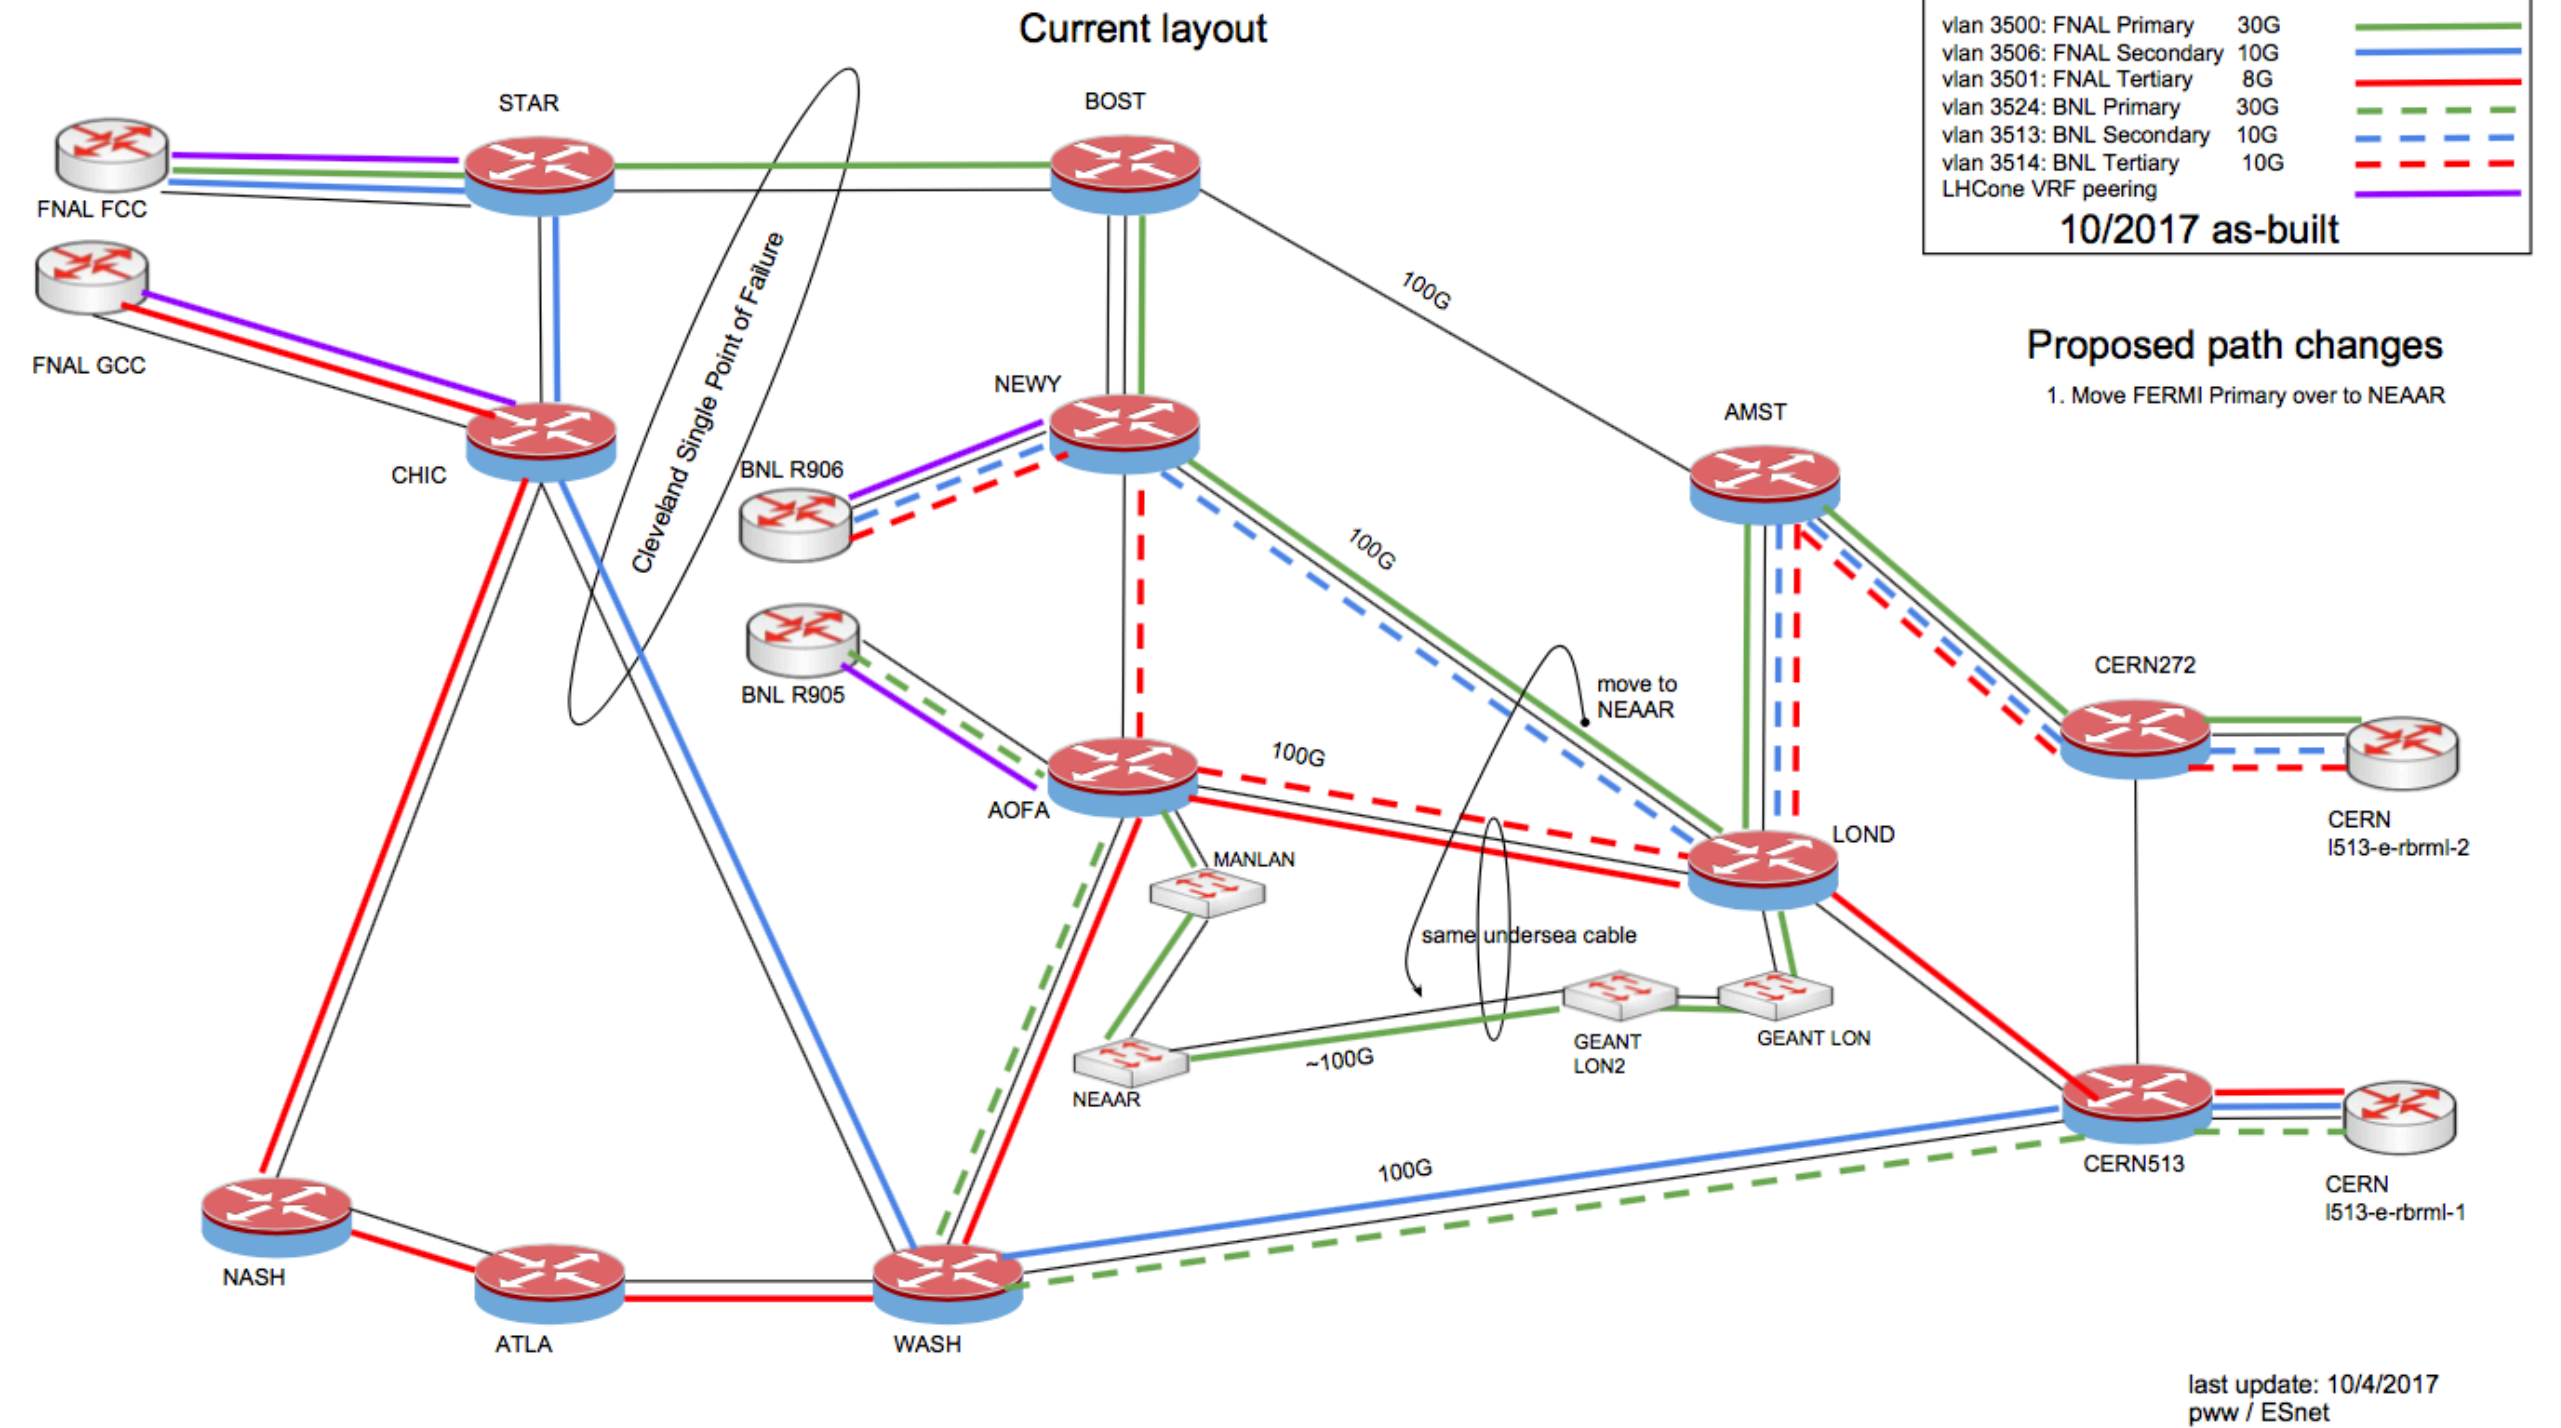 Current layout
vlan 3500: FNAL Primary 30G
vlan 3506: FNAL Secondary 10G
vlan 3501: FNAL Tertiary 8G
vlan 3524: BNL Primary 30G
vlan 3513: BNL Secondary 10G
vlan 3514: BNL Tertiary 10G
LHCone VRF peering
10/2017 as-built
Proposed path changes
1. Move FERMI Primary over to NEAAR
STAR
BOST
FNAL FCC
FNAL GCC
CHIC
Cleveland Single Point of Failure
NEWY
100G
AMST
BNL R906
BNL R905
100G
move to
NEAAR
CERN272
CERN
I513-e-rbrml-2
AOFA
100G
LOND
MANLAN
same undersea cable
GEANT
LON2
GEANT LON
~100G
NEAAR
CERN513
CERN
I513-e-rbrml-1
100G
NASH
ATLA
WASH
last update: 10/4/2017
pww / ESnet